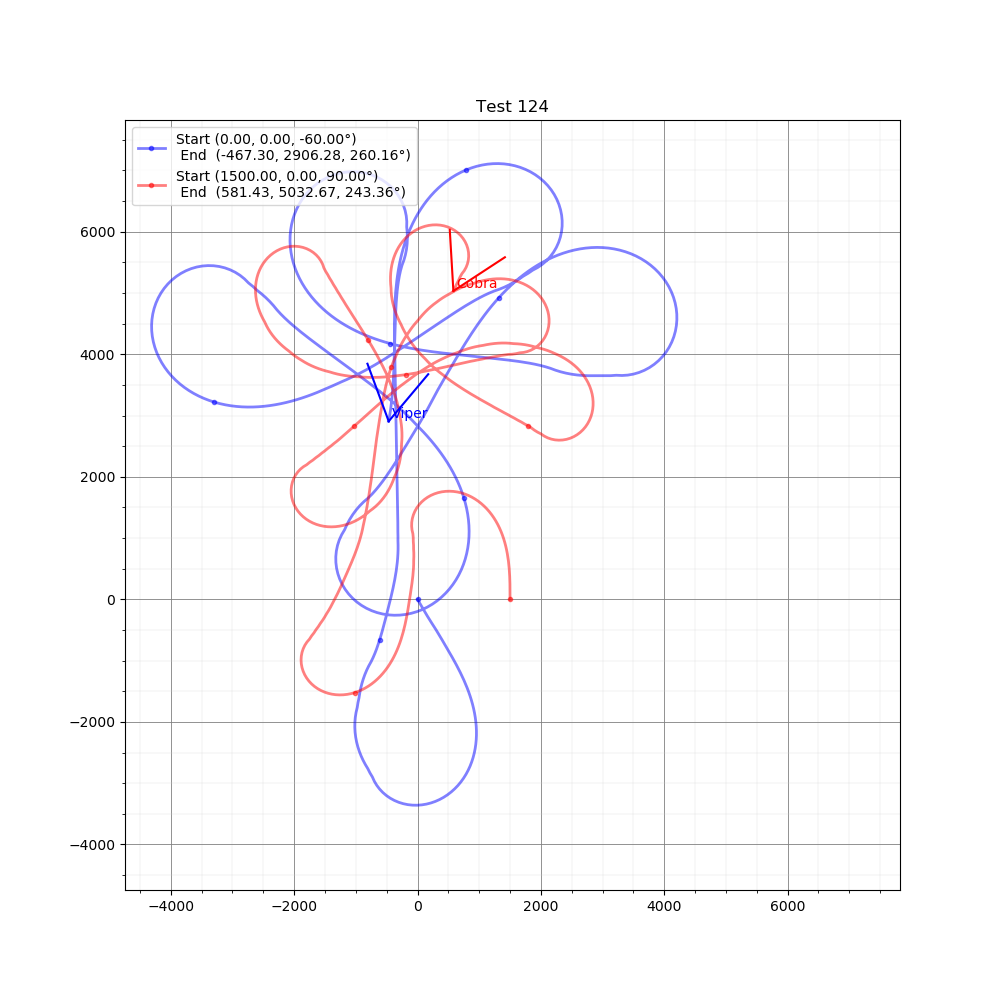 Test 124
Start (0.00, 0.00, -60.00°)
End (-467.30, 2906.28, 260.16°)
Start (1500.00, 0.00, 90.00°)
End (581.43, 5032.67, 243.36°)
6000
Cobra
4000
Viper
2000
0
−2000
−4000
−4000 −2000 0 2000 4000 6000